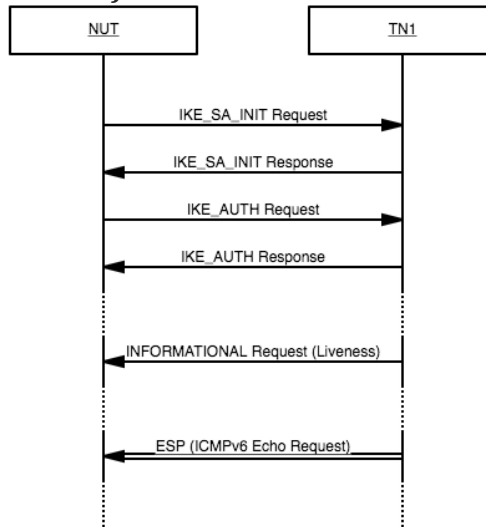 NUT
TN1
IKE_SA_INIT Request
IKE_SA_INIT Response
IKE_AUTH Request
IKE_AUTH Response
INFORMATIONAL Request (Liveness)
ESP (ICMPv6 Echo Request)